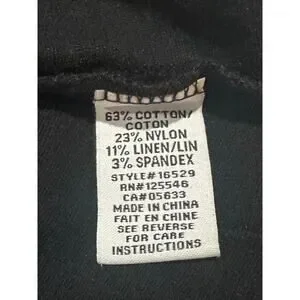 63% COTTON/
COTON
23% NYLON
11% LINEN/LIN
3% SPANDEX
STYLE#16529
RN#125546
CA#05633
MADE IN CHINA
FAIT EN CHINE
SEE REVERSE
FOR CARE
INSTRUCTIONS